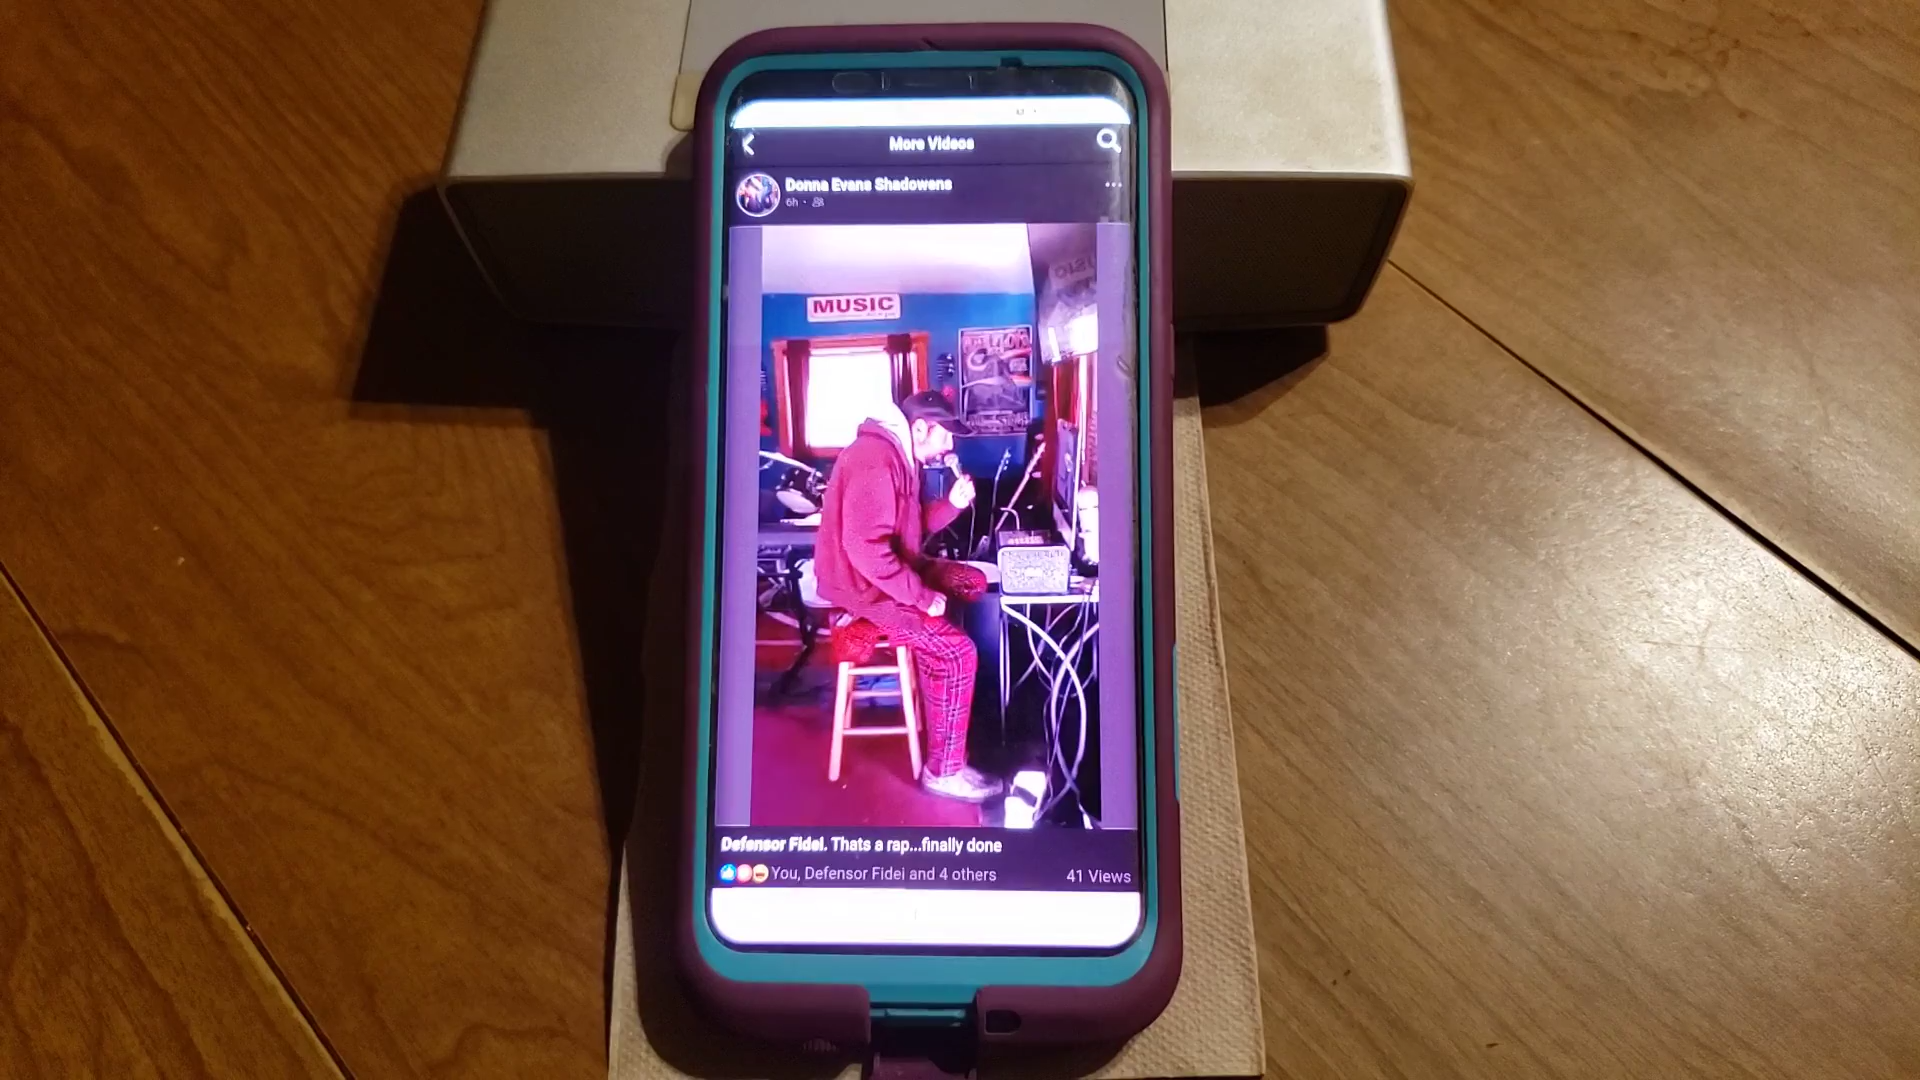 More Videos
Donna Evans Shadowens
6h
MUSIC
Defensor Fidei. Thats a rap...finally done
You, Defensor Fidei and 4 others
41 Views